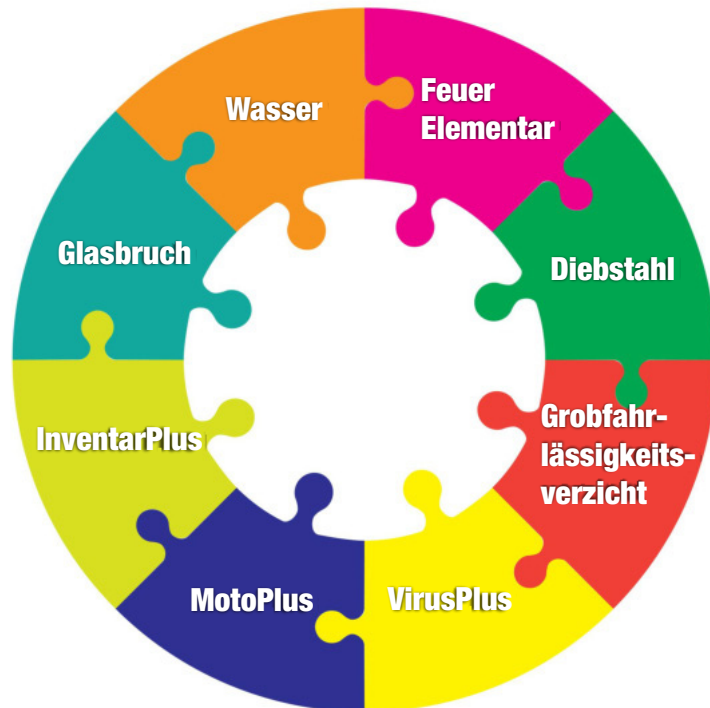 Wasser
Feuer
Elementar
Glasbruch
Diebstahl
InventarPlus
Grobfahr-
lässigkeits-
verzicht
MotoPlus
VirusPlus